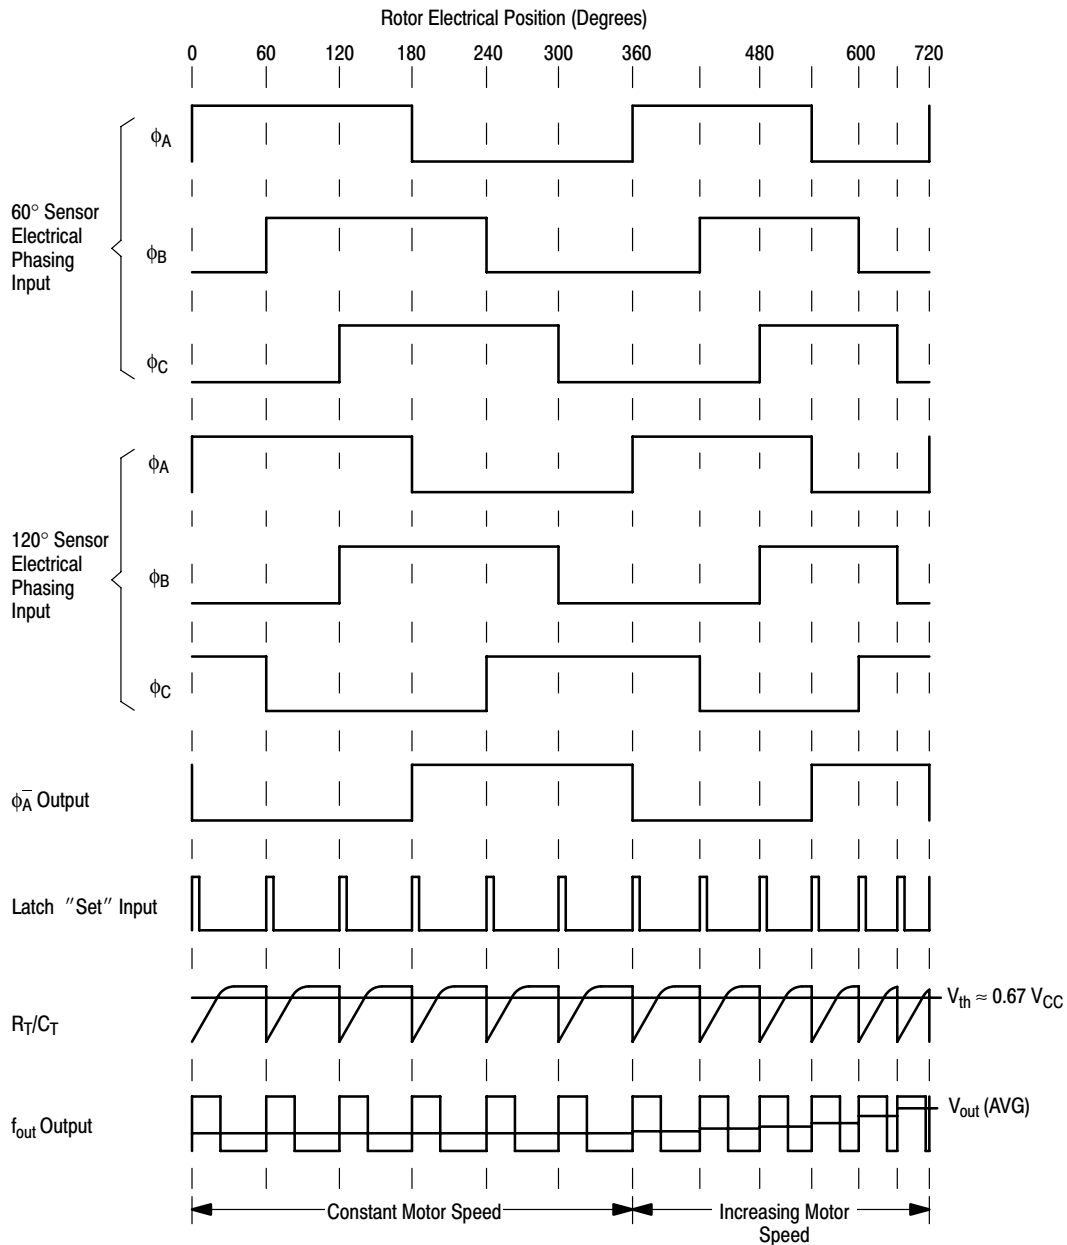 Rotor Electrical Position (Degrees)
0 60 120 180 240 300 360 480 600 720
ϕA
60° Sensor
Electrical
Phasing
Input
ϕB
ϕC
ϕA
120° Sensor
Electrical
Phasing
Input
ϕB
ϕC
ϕA̅ Output
Latch ″Set″ Input
Vth ≈ 0.67 VCC
RT/CT
Vout (AVG)
fout Output
Constant Motor Speed
Increasing Motor
Speed